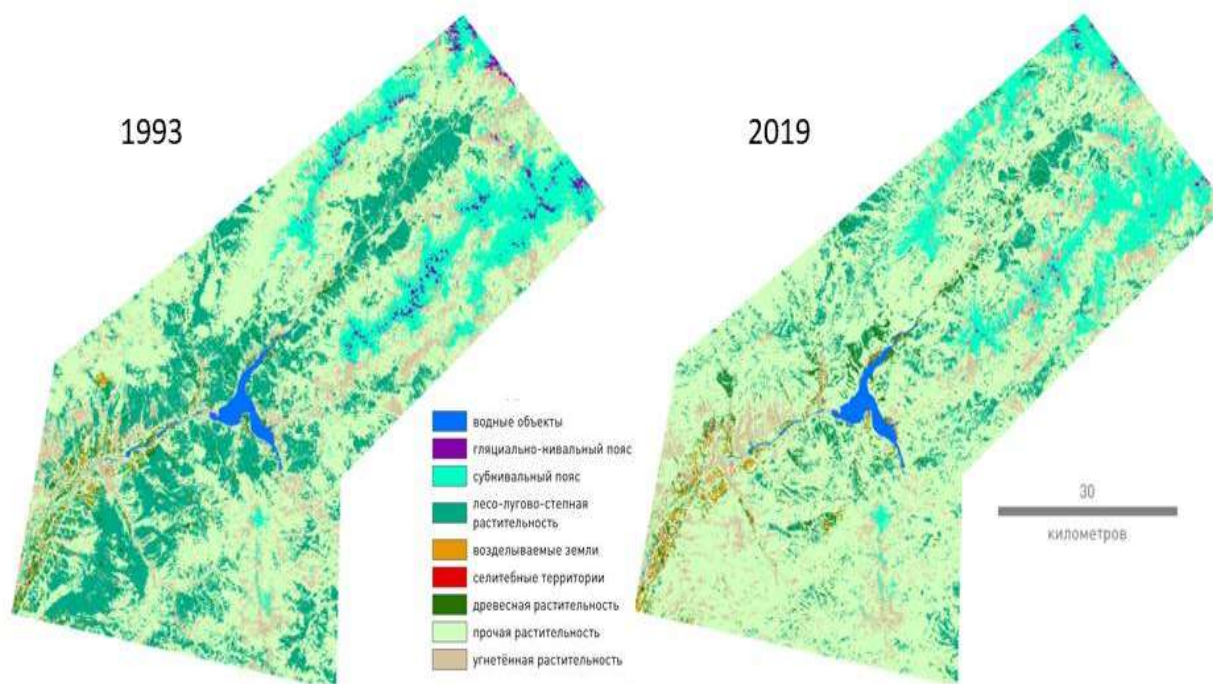 1993
2019
водные объекты
гляциально-нивальный пояс
субнивальный пояс
лесо-лугово-степная
растительность
возделываемые земли
селитебные территории
древесная растительность
прочая растительность
угнетённая растительность
30
километров